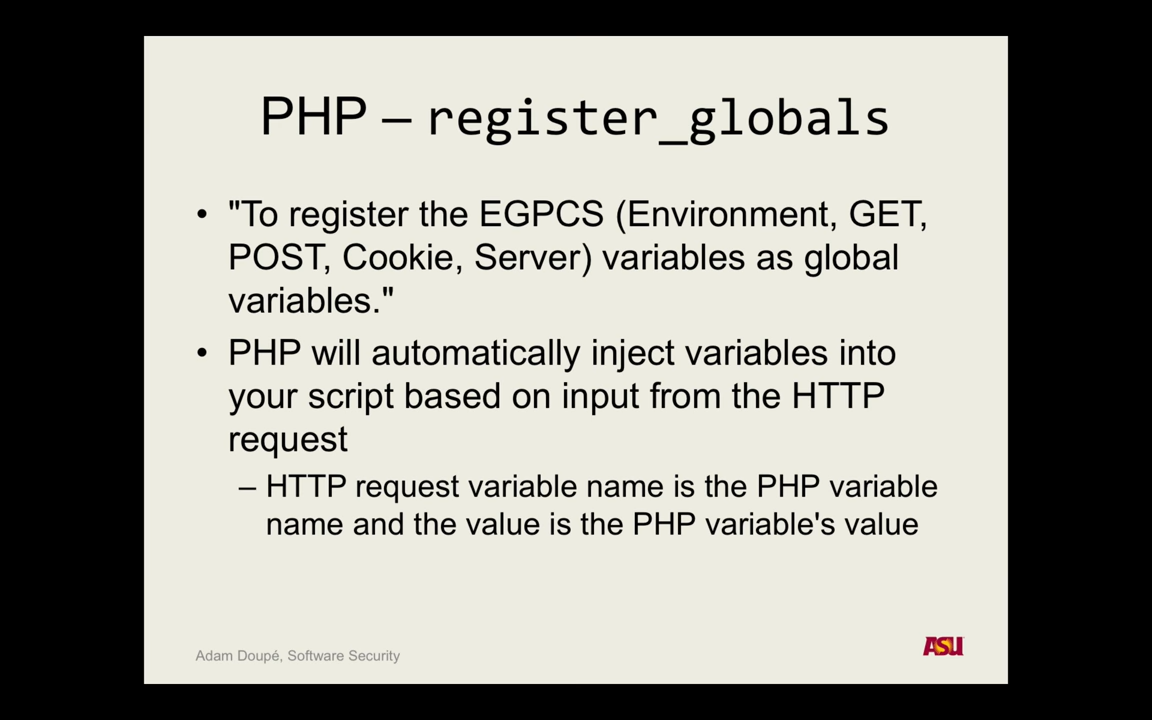 PHP – register_globals
• "To register the EGPCS (Environment, GET,
POST, Cookie, Server) variables as global
variables."
• PHP will automatically inject variables into
your script based on input from the HTTP
request
– HTTP request variable name is the PHP variable
name and the value is the PHP variable's value
Adam Doupé, Software Security
ASU